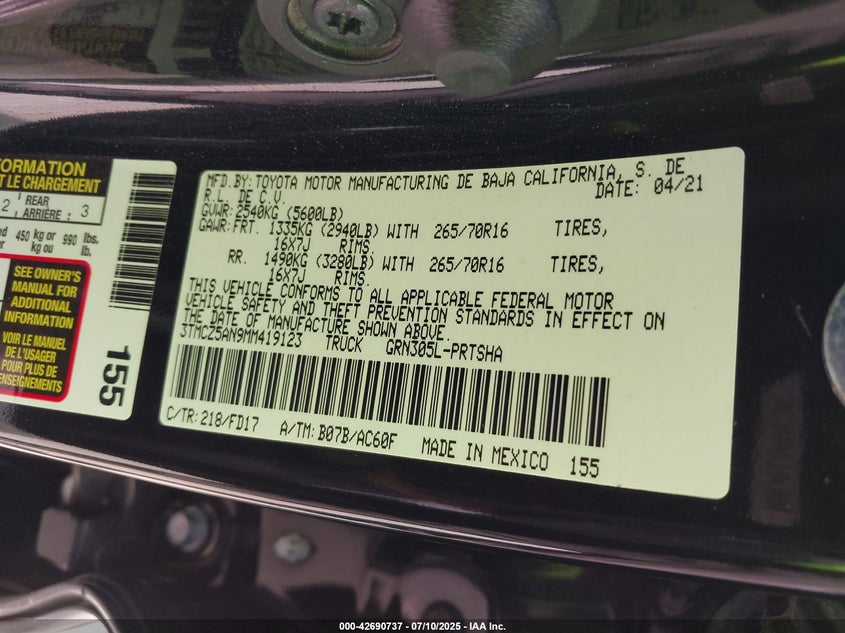 FORMATION
T LE CHARGEMENT
2 REAR ARRIÈRE : 3
450 kg or 990 lbs.
kg ou lb.
SEE OWNER'S
MANUAL FOR
ADDITIONAL
INFORMATION
VOIR LE MANUEL
DE L'USAGER
POUR PLUS DE
RENSEIGNEMENTS
155
MFD.BY:TOYOTA MOTOR MANUFACTURING DE BAJA CALIFORNIA, S. DE
R.L. DE C.V. DATE: 04/21
GVWR:2540KG (5600LB)
GAWR:FRT. 1335KG (2940LB) WITH 265/70R16 TIRES,
16X7J RIMS.
RR. 1490KG (3280LB) WITH 265/70R16 TIRES,
16X7J RIMS.
THIS VEHICLE CONFORMS TO ALL APPLICABLE FEDERAL MOTOR
VEHICLE SAFETY AND THEFT PREVENTION STANDARDS IN EFFECT ON
THE DATE OF MANUFACTURE SHOWN ABOVE.
3TMCZ5AN9MM419123 TRUCK GRN305L-PRTSHA
C/TR:218/FD17 A/TM:B07B/AC60F MADE IN MEXICO 155
000-42690737 - 07/10/2025 - IAA Inc.